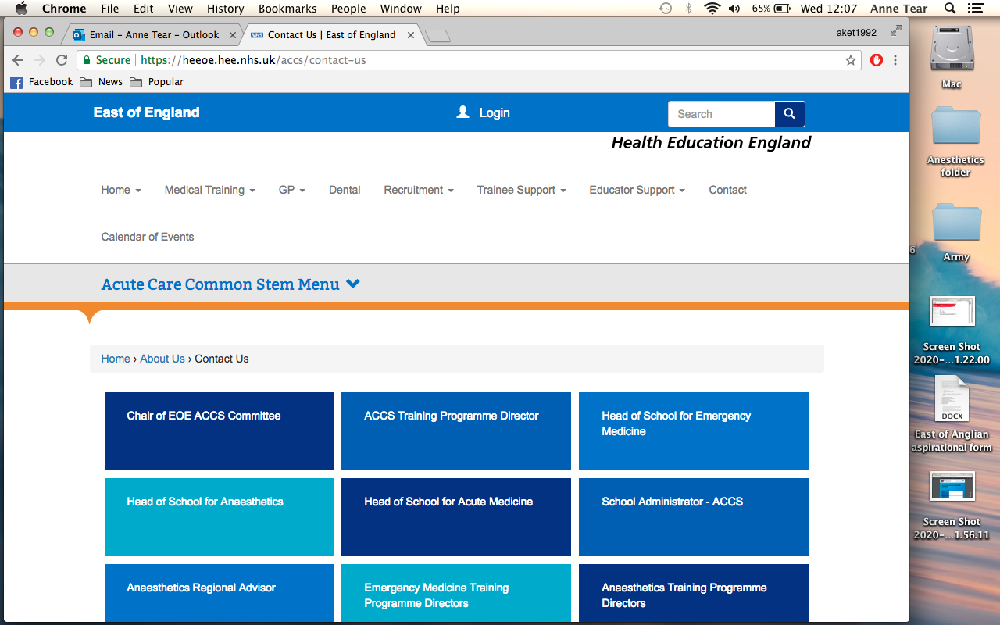 Chrome File Edit View History Bookmarks People Window Help 65% Wed 12:07 Anne Tear
Email – Anne Tear – Outlook
NHS Contact Us | East of England
aket1992
Secure https://heeoe.hee.nhs.uk/accs/contact-us
Facebook News Popular
East of England
Login
Search
Health Education England
Home Medical Training GP Dental Recruitment Trainee Support Educator Support Contact
Calendar of Events
Acute Care Common Stem Menu
Home › About Us › Contact Us
Chair of EOE ACCS Committee
ACCS Training Programme Director
Head of School for Emergency
Medicine
Head of School for Anaesthetics
Head of School for Acute Medicine
School Administrator - ACCS
Anaesthetics Regional Advisor
Emergency Medicine Training
Programme Directors
Anaesthetics Training Programme
Directors
Mac
Anesthetics
folder
6
Army
Screen Shot
2020-...1.22.00
DOCX
East of Anglian
aspirational form
Screen Shot
2020-...1.56.11